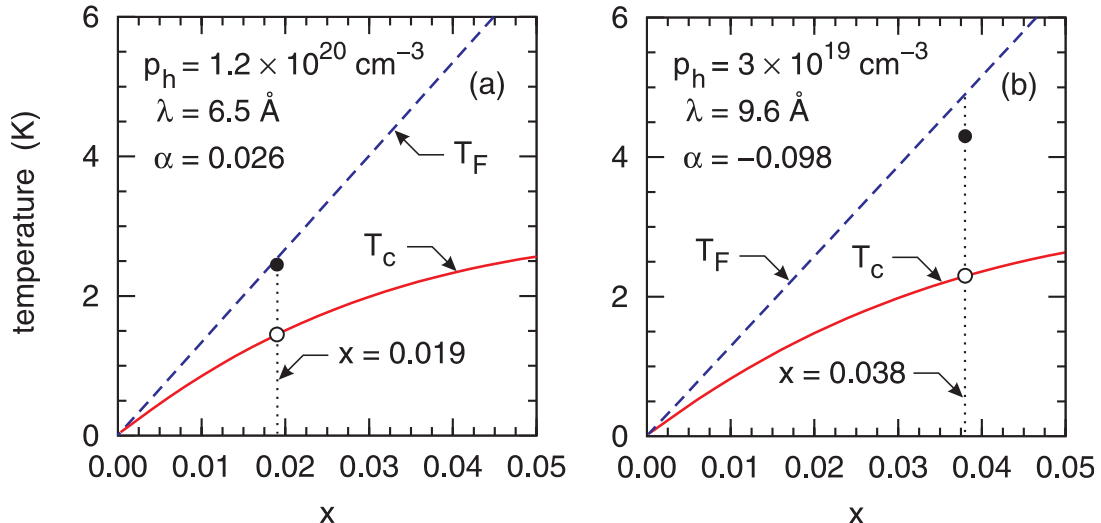 temperature (K)
6
4
2
0
p_h = 1.2 × 10^20 cm^−3
(a)
λ = 6.5 Å
α = 0.026
T_F
T_c
x = 0.019
0.00 0.01 0.02 0.03 0.04 0.05
x
6
4
2
0
p_h = 3 × 10^19 cm^−3
λ = 9.6 Å
(b)
α = −0.098
T_F
T_c
x = 0.038
0.00 0.01 0.02 0.03 0.04 0.05
x